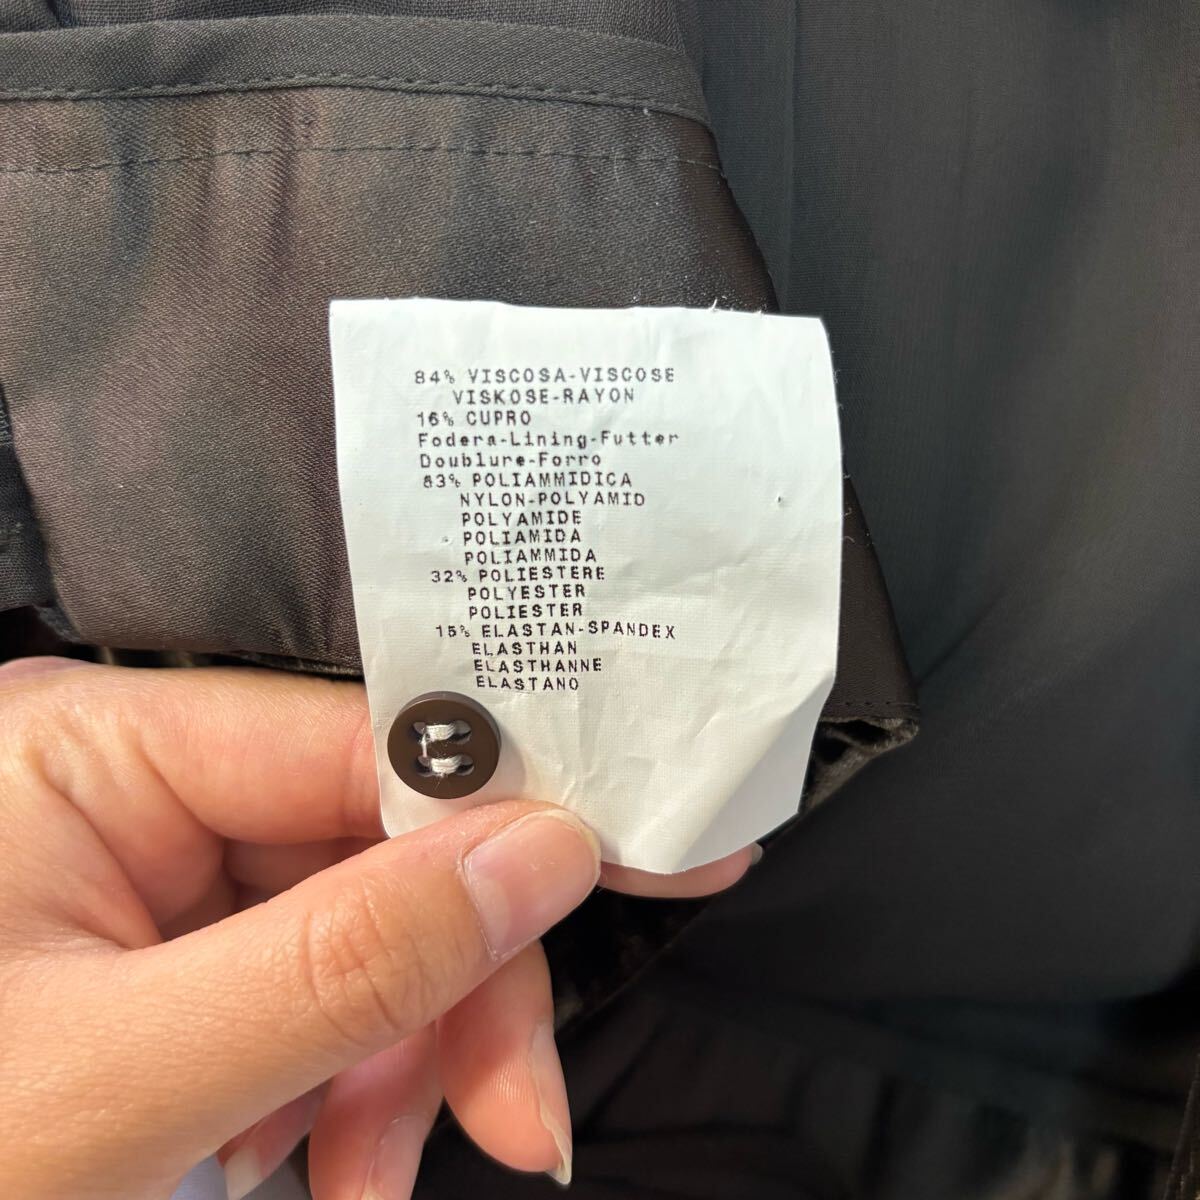 84% VISCOSA-VISCOSE
VISKOSE-RAYON
16% CUPRO
Fodera-Lining-Futter
Doublure-Forro
83% POLIAMMIDICA
NYLON-POLYAMID
POLYAMIDE
POLIAMIDA
POLIAMMIDA
32% POLIESTERE
POLYESTER
POLIESTER
15% ELASTAN-SPANDEX
ELASTHAN
ELASTHANNE
ELASTANO